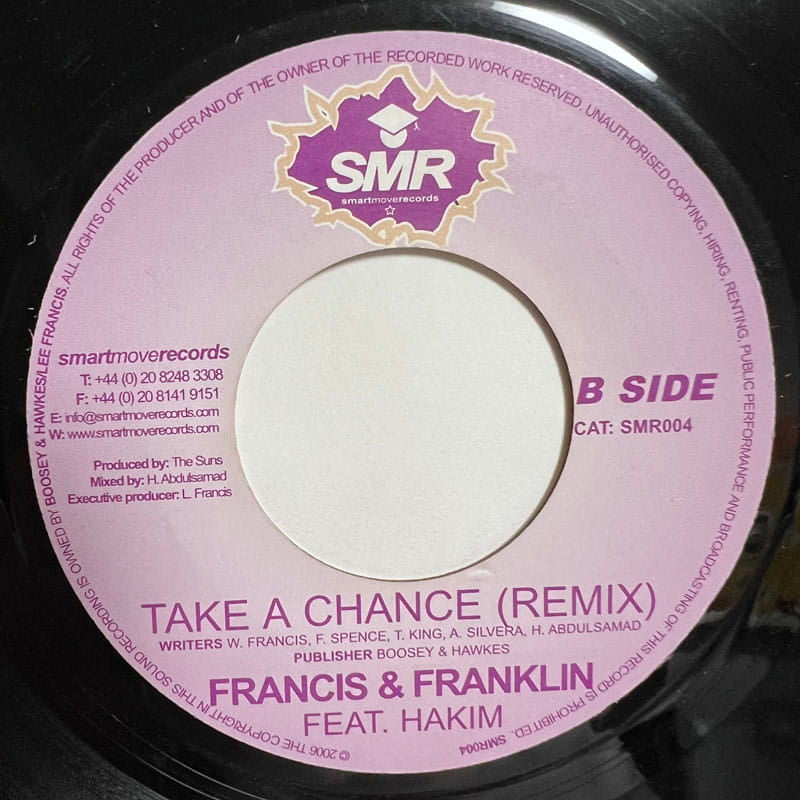 SMR
smartmoverecords
smartmoverecords
T: +44 (0) 20 8248 3308
F: +44 (0) 20 8141 9151
E: info@smartmoverecords.com
W: www.smartmoverecords.com
Produced by: The Suns
Mixed by: H. Abdulsamad
Executive producer: L. Francis
B SIDE
CAT: SMR004
TAKE A CHANCE (REMIX)
WRITERS W. FRANCIS, F. SPENCE, T. KING, A. SILVERA, H. ABDULSAMAD
PUBLISHER BOOSEY & HAWKES
FRANCIS & FRANKLIN
FEAT. HAKIM
© 2006 THE COPYRIGHT IN THIS SOUND RECORDING IS OWNED BY BOOSEY & HAWKES/LEE FRANCIS. ALL RIGHTS OF THE PRODUCER AND OF THE OWNER OF THE RECORDED WORK RESERVED. UNAUTHORISED COPYING, HIRING, RENTING, PUBLIC PERFORMANCE AND BROADCASTING OF THIS RECORD IS PROHIBITED. SMR004